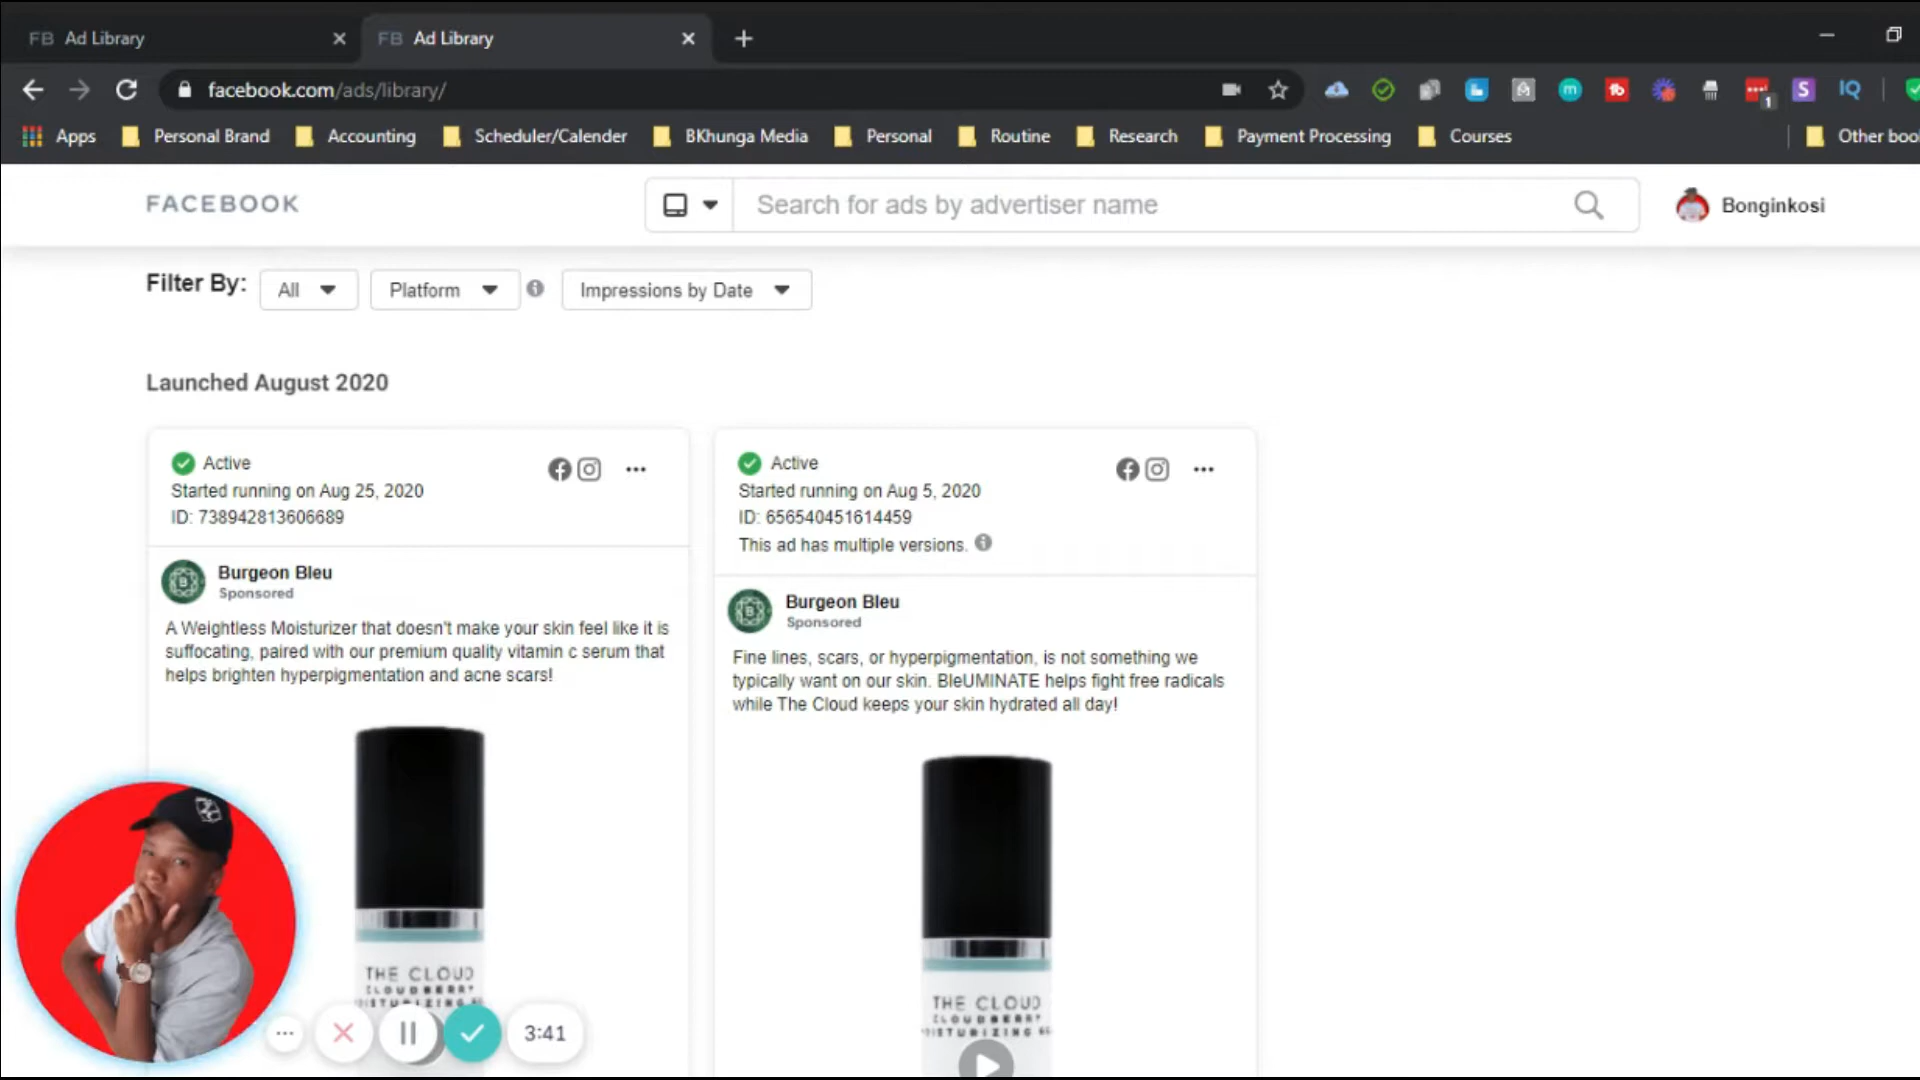 FB Ad Library
FB Ad Library
facebook.com/ads/library/
1
S
IQ
Apps Personal Brand Accounting Scheduler/Calender BKhunga Media Personal Routine Research Payment Processing Courses Other boo
FACEBOOK
Search for ads by advertiser name
Bonginkosi
Filter By: All Platform Impressions by Date
Launched August 2020
Active
Started running on Aug 25, 2020
ID: 738942813606689
Burgeon Bleu
Sponsored
A Weightless Moisturizer that doesn't make your skin feel like it is
suffocating, paired with our premium quality vitamin c serum that
helps brighten hyperpigmentation and acne scars!
THE CLOUD
CLOUDBERRY
Active
Started running on Aug 5, 2020
ID: 656540451614459
This ad has multiple versions.
Burgeon Bleu
Sponsored
Fine lines, scars, or hyperpigmentation, is not something we
typically want on our skin. BleUMINATE helps fight free radicals
while The Cloud keeps your skin hydrated all day!
THE CLOUD
CLOUDBERRY
3:41